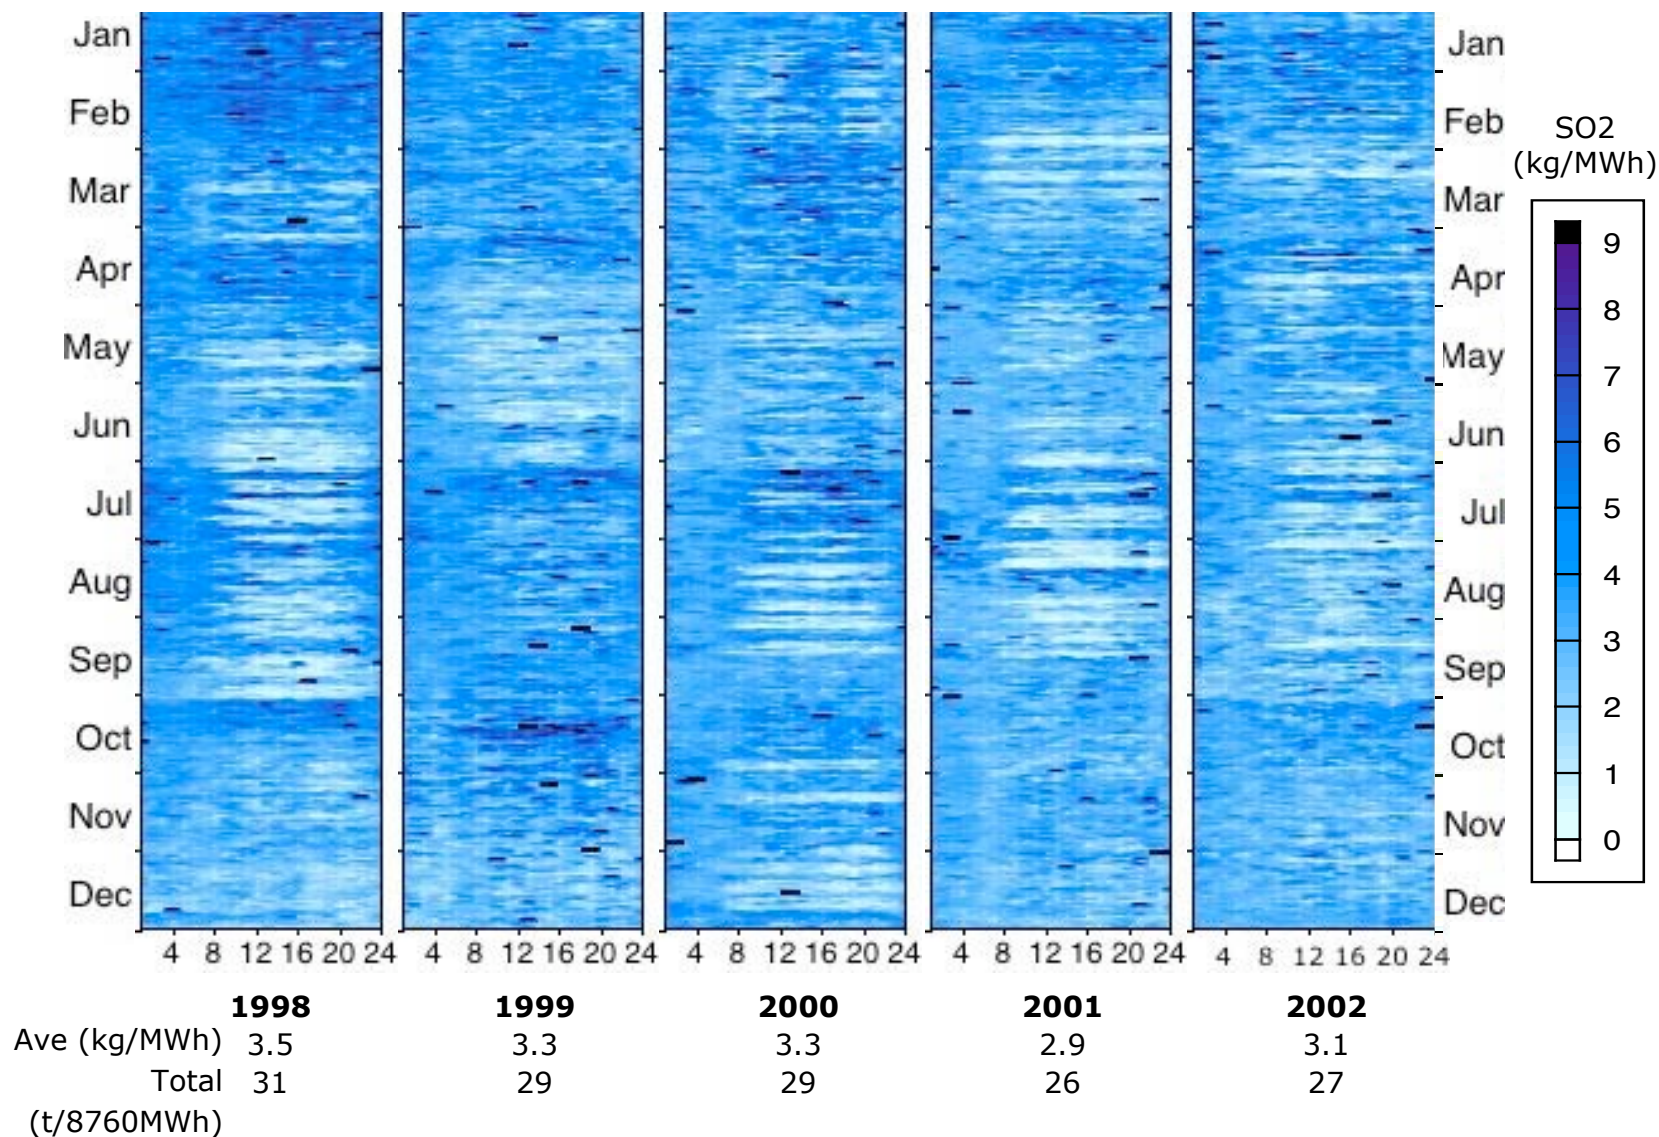 Jan
Feb
Mar
Apr
May
Jun
Jul
Aug
Sep
Oct
Nov
Dec
4 8 12 16 20 24
4 8 12 16 20 24
4 8 12 16 20 24
4 8 12 16 20 24
4 8 12 16 20 24
Jan
Feb
Mar
Apr
May
Jun
Jul
Aug
Sep
Oct
Nov
Dec
SO2
(kg/MWh)
9
8
7
6
5
4
3
2
1
0
1998 1999 2000 2001 2002
Ave (kg/MWh) 3.5 3.3 3.3 2.9 3.1
Total 31 29 29 26 27
(t/8760MWh)